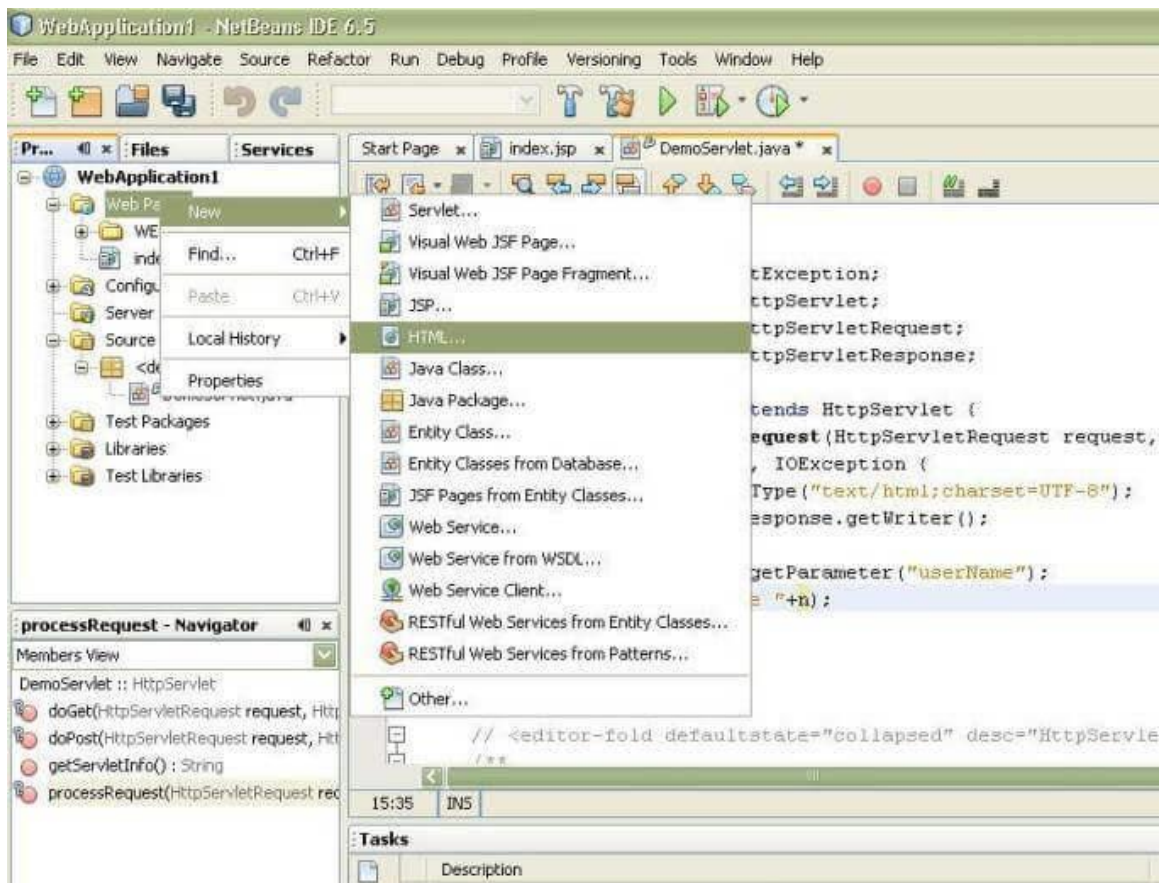 WebApplication1 - NetBeans IDE 6.5
File Edit View Navigate Source Refactor Run Debug Profile Versioning Tools Window Help
Pr... Files Services
WebApplication1
Web Pa
WE
inde
Configu
Server
Source
<de
Test Packages
Libraries
Test Libraries
New
Find... Ctrl+F
Paste Ctrl+V
Local History
Properties
Servlet...
Visual Web JSF Page...
Visual Web JSF Page Fragment...
JSP...
HTML...
Java Class...
Java Package...
Entity Class...
Entity Classes from Database...
JSF Pages from Entity Classes...
Web Service...
Web Service from WSDL...
Web Service Client...
RESTful Web Services from Entity Classes...
RESTful Web Services from Patterns...
Other...
Start Page index.jsp DemoServlet.java *
tException;
ttpServlet;
ttpServletRequest;
ttpServletResponse;
tends HttpServlet {
equest(HttpServletRequest request,
, IOException {
Type("text/html;charset=UTF-8");
esponse.getWriter();
getParameter("userName");
e "+n);
// <editor-fold defaultstate="collapsed" desc="HttpServle
/**
15:35 INS
processRequest - Navigator
Members View
DemoServlet :: HttpServlet
doGet(HttpServletRequest request, Http
doPost(HttpServletRequest request, Htt
getServletInfo() : String
processRequest(HttpServletRequest rec
Tasks
Description